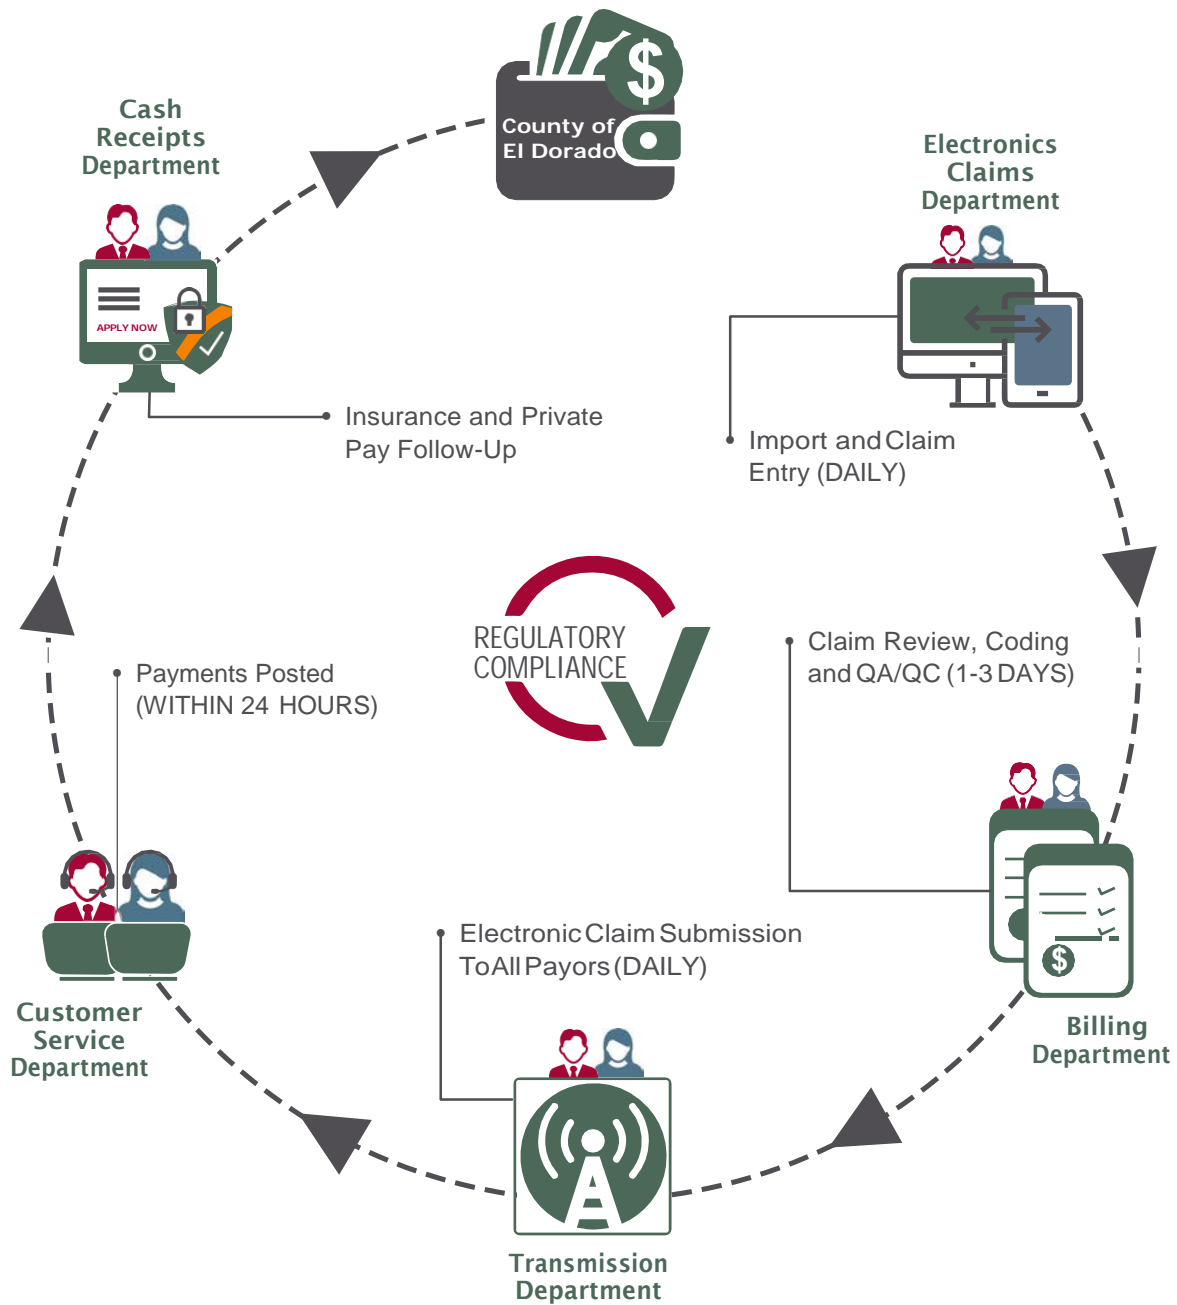 County of
El Dorado
$
Cash
Receipts
Department
APPLY NOW
Insurance and Private
Pay Follow-Up
Electronics
Claims
Department
Import and Claim
Entry (DAILY)
REGULATORY
COMPLIANCE
Claim Review, Coding
and QA/QC (1-3 DAYS)
$
Billing
Department
Payments Posted
(WITHIN 24 HOURS)
Electronic Claim Submission
To All Payors (DAILY)
Customer
Service
Department
Transmission
Department